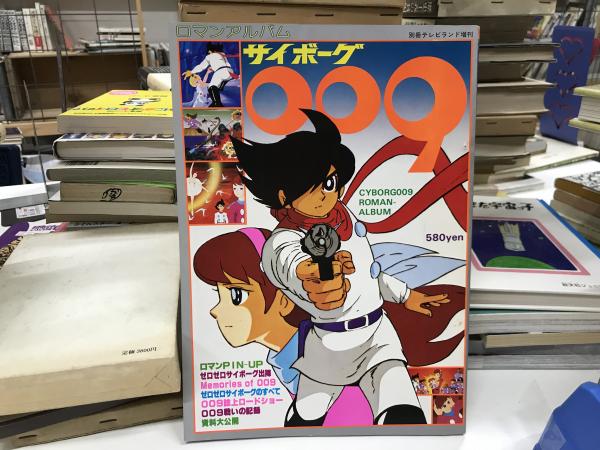 ロマンアルバム
別冊テレビランド増刊
サイボーグ
009
CYBORG009
ROMAN-
ALBUM
580yen
ロマンPIN-UP
ゼロゼロサイボーグ出陣
Memories of 009
ゼロゼロサイボーグのすべて
009誌上ロードショー
009戦いの記録
資料大公開
定価 3800円